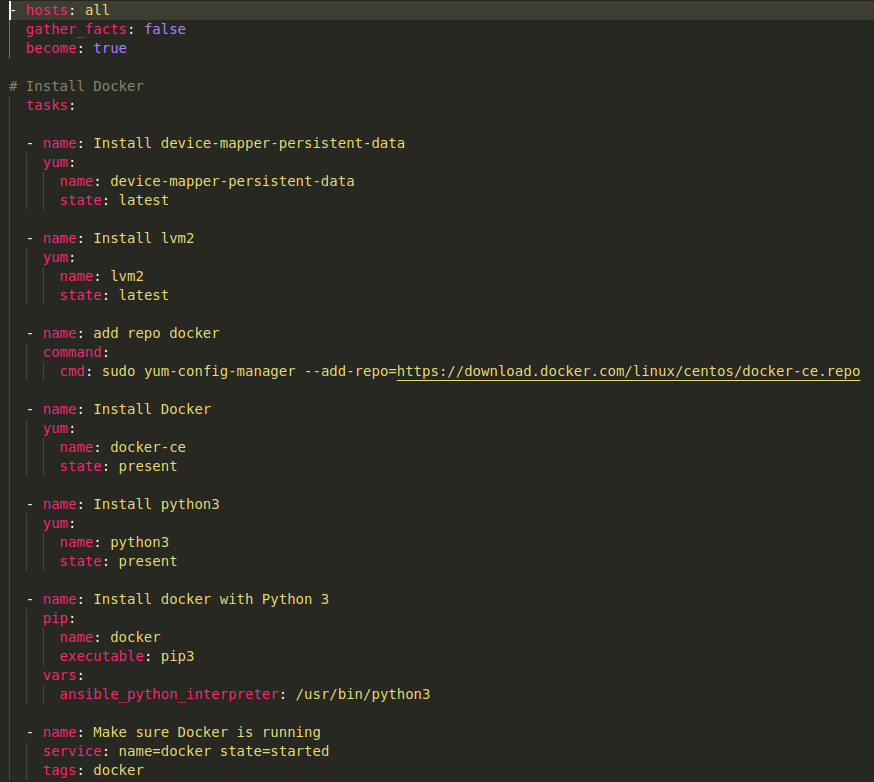 - hosts: all
  gather_facts: false
  become: true
# Install Docker
  tasks:
  - name: Install device-mapper-persistent-data
    yum:
      name: device-mapper-persistent-data
      state: latest
  - name: Install lvm2
    yum:
      name: lvm2
      state: latest
  - name: add repo docker
    command:
      cmd: sudo yum-config-manager --add-repo=https://download.docker.com/linux/centos/docker-ce.repo
  - name: Install Docker
    yum:
      name: docker-ce
      state: present
  - name: Install python3
    yum:
      name: python3
      state: present
  - name: Install docker with Python 3
    pip:
      name: docker
      executable: pip3
    vars:
      ansible_python_interpreter: /usr/bin/python3
  - name: Make sure Docker is running
    service: name=docker state=started
    tags: docker